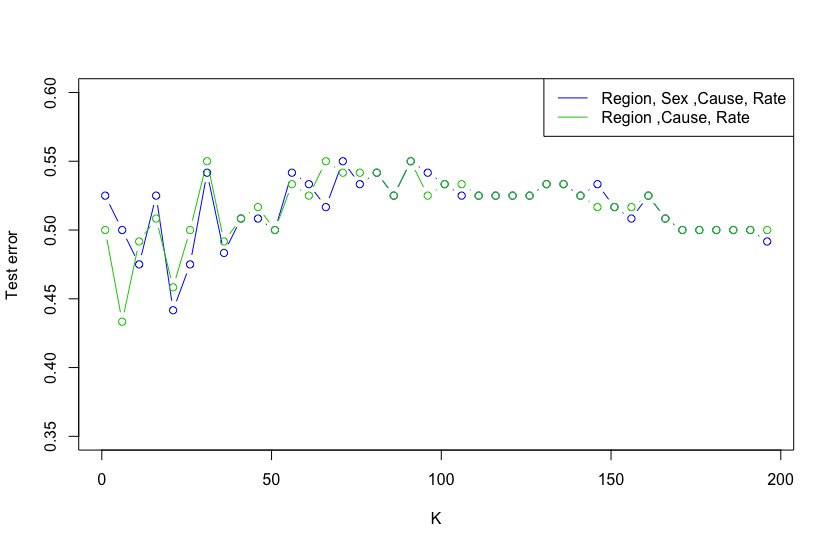 Region, Sex ,Cause, Rate
Region ,Cause, Rate
Test error
0.60
0.55
0.50
0.45
0.40
0.35
0 50 100 150 200
K